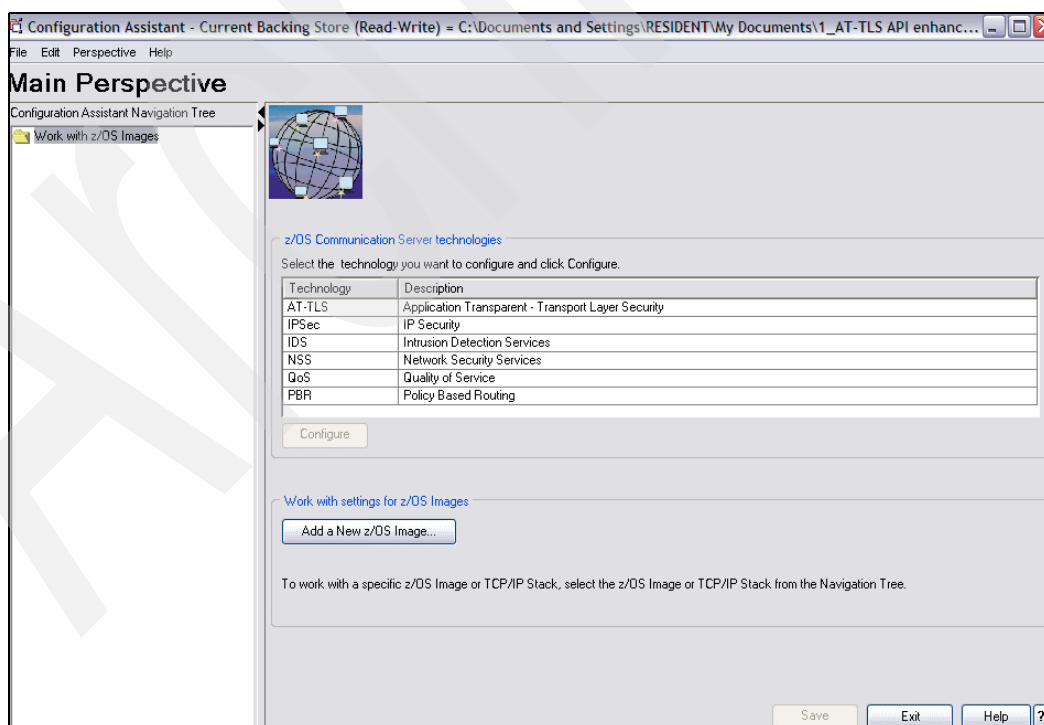 Configuration Assistant - Current Backing Store (Read-Write) = C:\Documents and Settings\RESIDENT\My Documents\1_AT-TLS API enhanc...
File Edit Perspective Help
Main Perspective
Configuration Assistant Navigation Tree
Work with z/OS Images
z/OS Communication Server technologies
Select the technology you want to configure and click Configure.
Technology Description
AT-TLS Application Transparent - Transport Layer Security
IPSec IP Security
IDS Intrusion Detection Services
NSS Network Security Services
QoS Quality of Service
PBR Policy Based Routing
Configure
Work with settings for z/OS Images
Add a New z/OS Image...
To work with a specific z/OS Image or TCP/IP Stack, select the z/OS Image or TCP/IP Stack from the Navigation Tree.
Save Exit Help ?